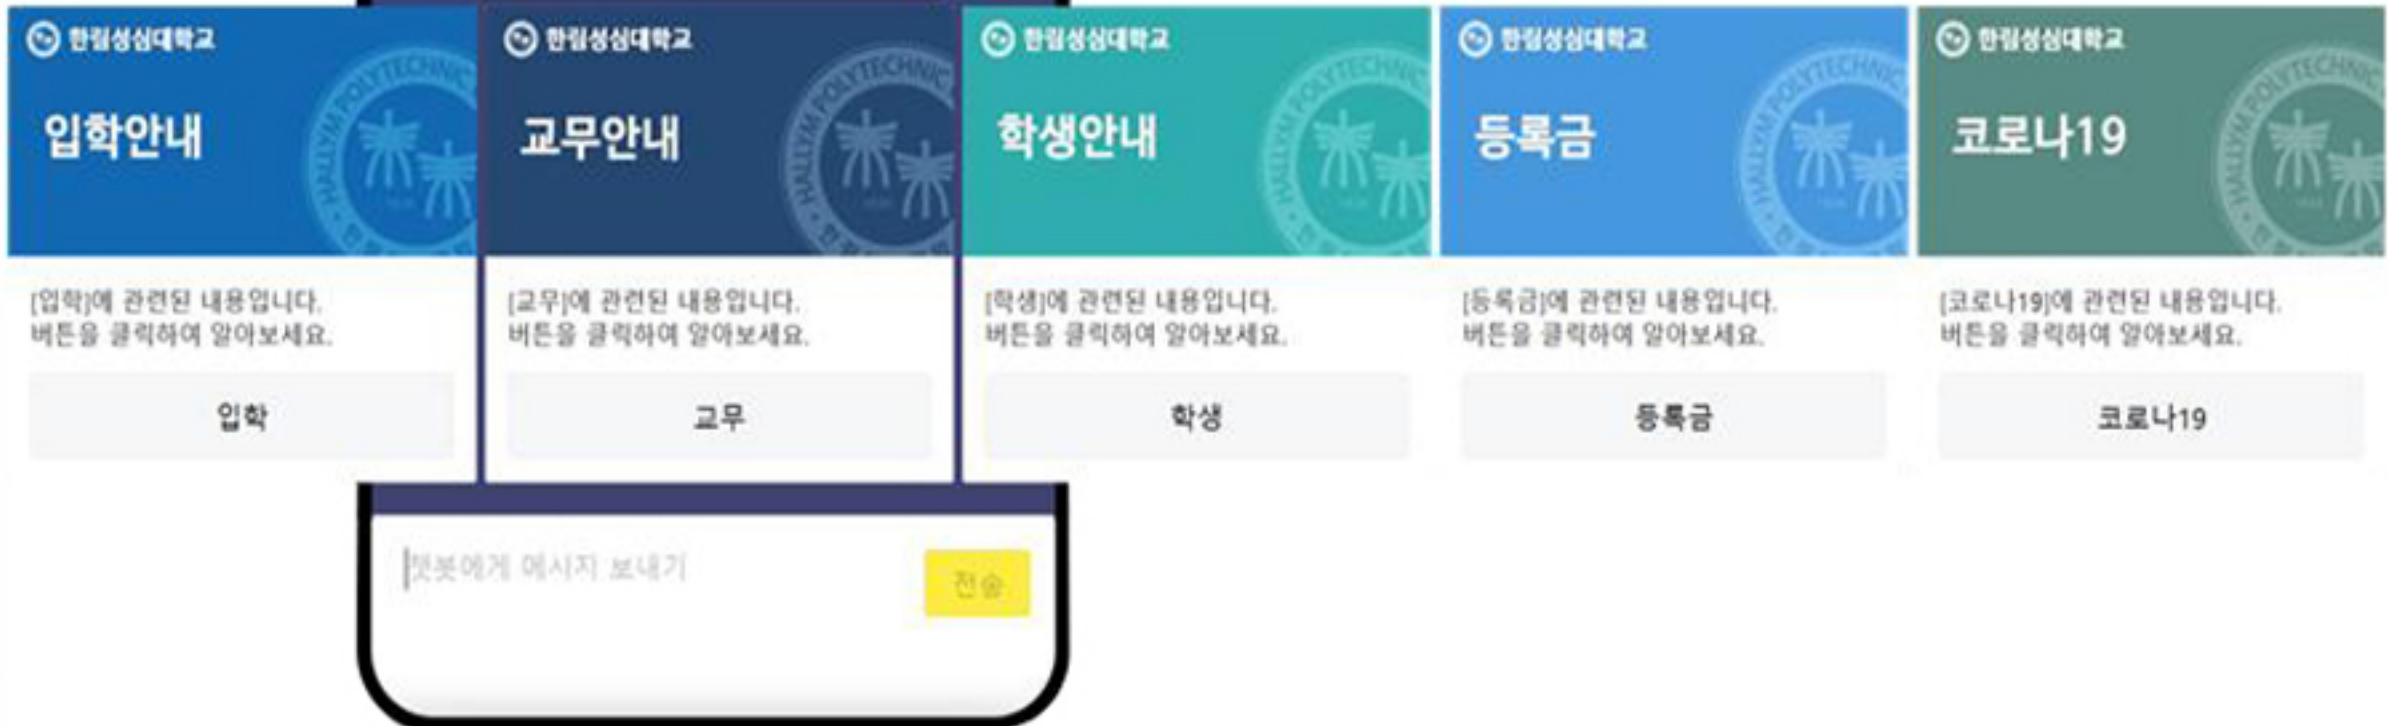 한림성심대학교
입학안내
HALLYM POLYTECHNIC
[입학]에 관련된 내용입니다.
버튼을 클릭하여 알아보세요.
입학
한림성심대학교
교무안내
HALLYM POLYTECHNIC
[교무]에 관련된 내용입니다.
버튼을 클릭하여 알아보세요.
교무
한림성심대학교
학생안내
HALLYM POLYTECHNIC
[학생]에 관련된 내용입니다.
버튼을 클릭하여 알아보세요.
학생
한림성심대학교
등록금
HALLYM POLYTECHNIC
[등록금]에 관련된 내용입니다.
버튼을 클릭하여 알아보세요.
등록금
한림성심대학교
코로나19
HALLYM POLYTECHNIC
[코로나19]에 관련된 내용입니다.
버튼을 클릭하여 알아보세요.
코로나19
챗봇에게 메시지 보내기
전송